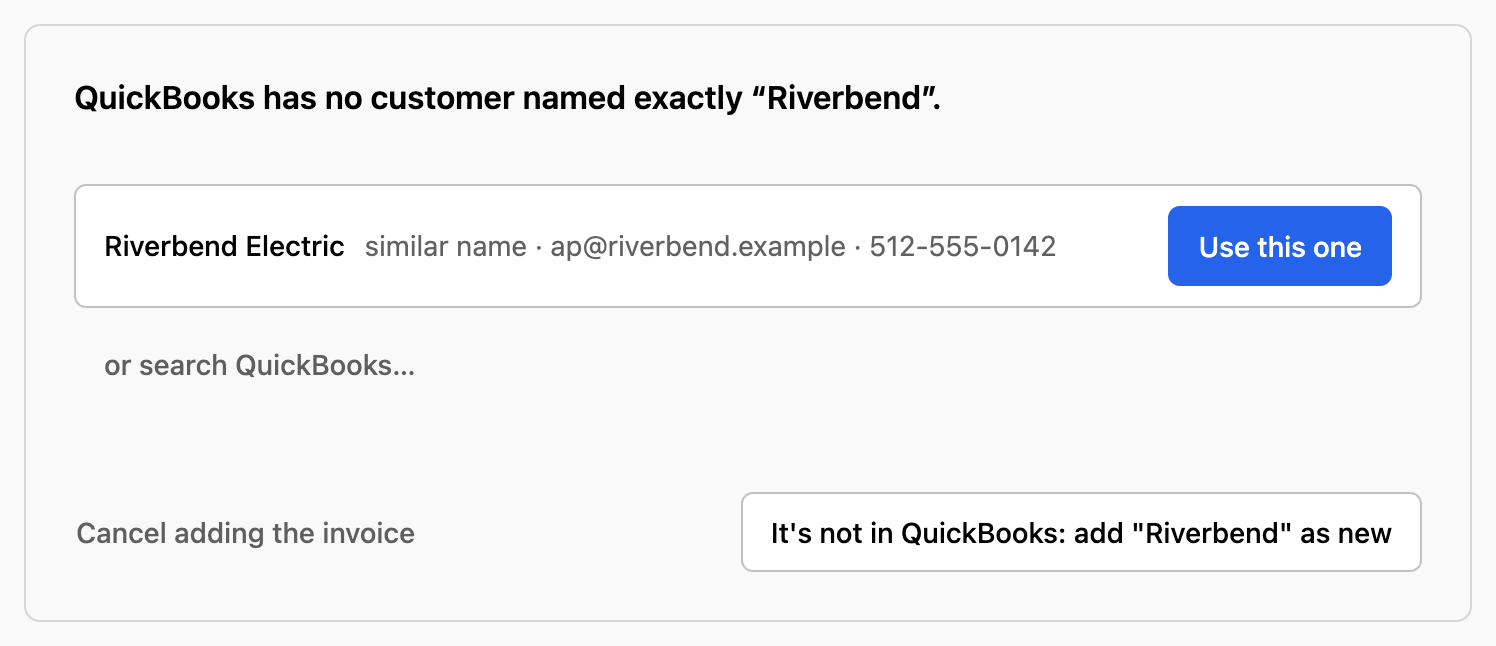 QuickBooks has no customer named exactly “Riverbend”.
Riverbend Electric similar name · ap@riverbend.example · 512-555-0142 Use this one
or search QuickBooks...
Cancel adding the invoice It's not in QuickBooks: add "Riverbend" as new